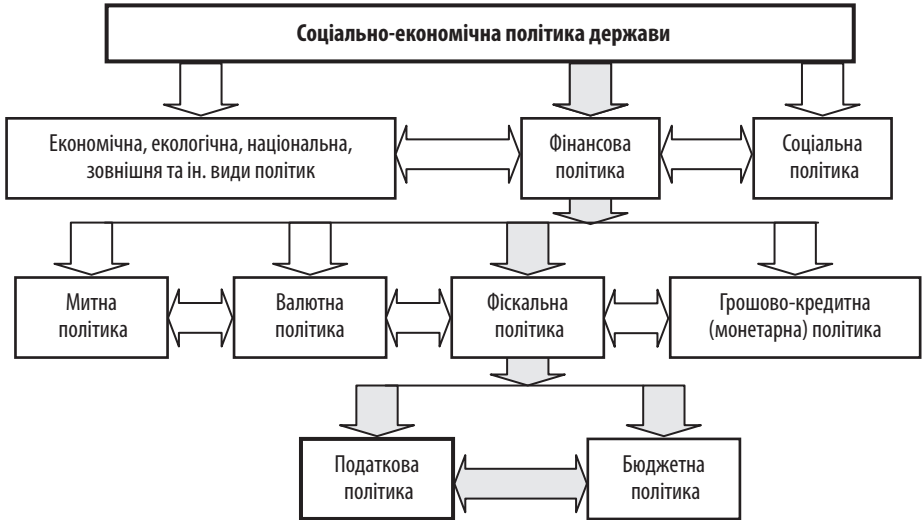 Соціально-економічна політика держави
Економічна, екологічна, національна,
зовнішня та ін. види політик
Фінансова
політика
Соціальна
політика
Митна
політика
Валютна
політика
Фіскальна
політика
Грошово-кредитна
(монетарна) політика
Податкова
політика
Бюджетна
політика